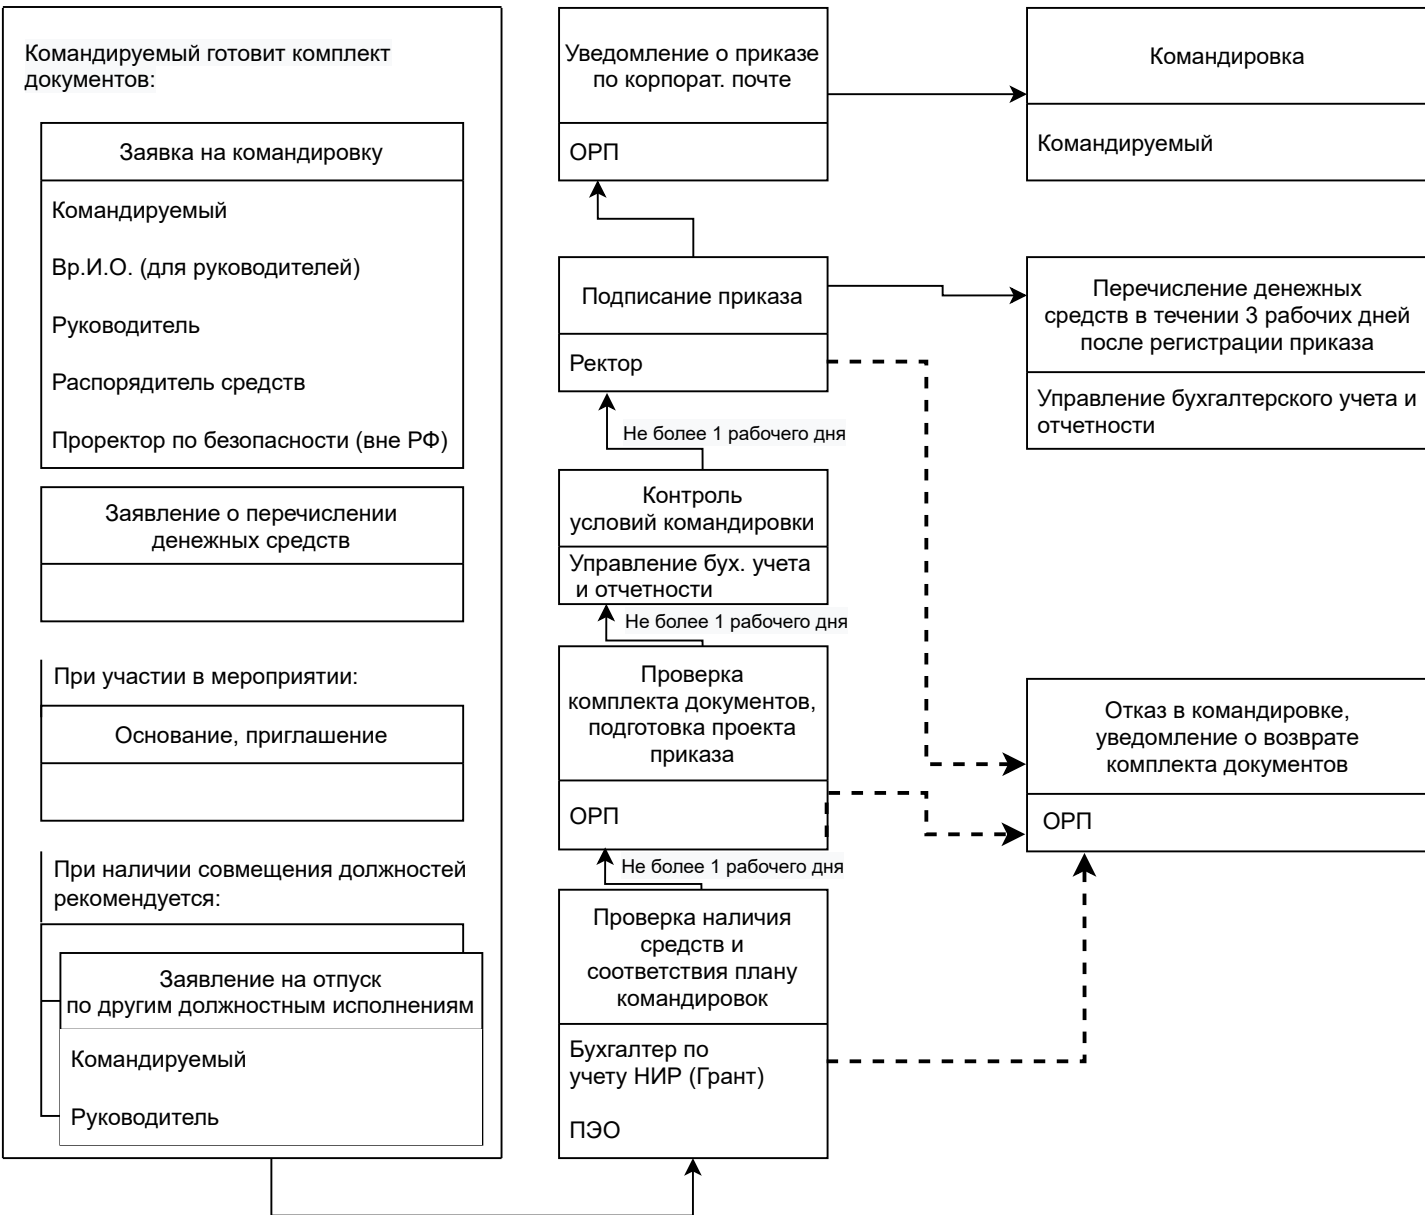 Командируемый готовит комплект
документов:
Заявка на командировку
Командируемый
Вр.И.О. (для руководителей)
Руководитель
Распорядитель средств
Проректор по безопасности (вне РФ)
Заявление о перечислении
денежных средств
При участии в мероприятии:
Основание, приглашение
При наличии совмещения должностей
рекомендуется:
Заявление на отпуск
по другим должностным исполнениям
Командируемый
Руководитель
Уведомление о приказе
по корпорат. почте
ОРП
Подписание приказа
Ректор
Не более 1 рабочего дня
Контроль
условий командировки
Управление бух. учета
и отчетности
Не более 1 рабочего дня
Проверка
комплекта документов,
подготовка проекта
приказа
ОРП
Не более 1 рабочего дня
Проверка наличия
средств и
соответствия плану
командировок
Бухгалтер по
учету НИР (Грант)
ПЭО
Командировка
Командируемый
Перечисление денежных
средств в течении 3 рабочих дней
после регистрации приказа
Управление бухгалтерского учета и
отчетности
Отказ в командировке,
уведомление о возврате
комплекта документов
ОРП